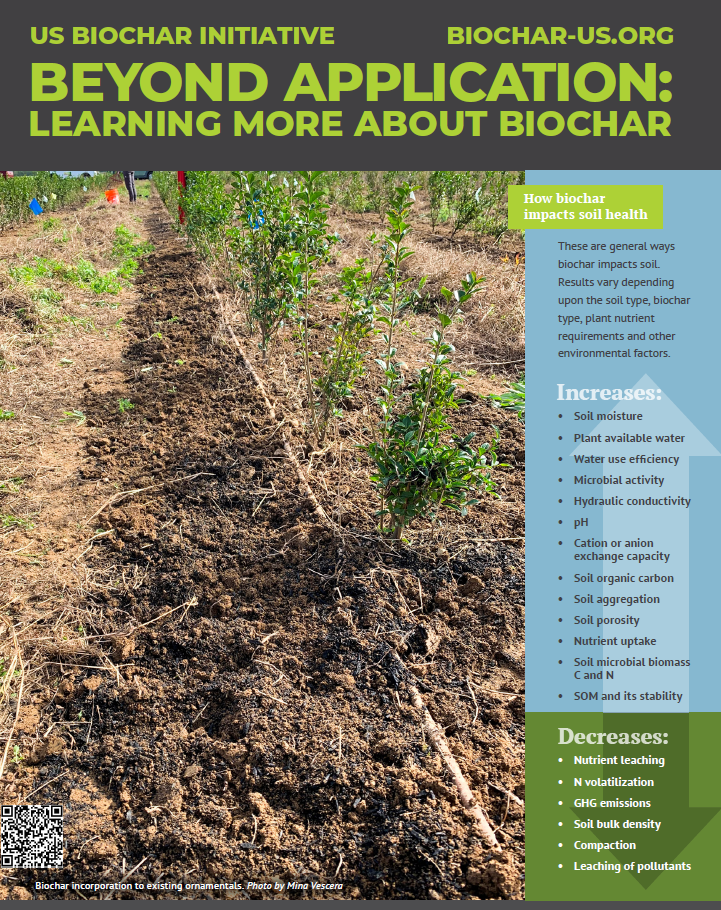 US BIOCHAR INITIATIVE
BIOCHAR-US.ORG
BEYOND APPLICATION:
LEARNING MORE ABOUT BIOCHAR
How biochar
impacts soil health
These are general ways
biochar impacts soil.
Results vary depending
upon the soil type, biochar
type, plant nutrient
requirements and other
environmental factors.
Increases:
• Soil moisture
• Plant available water
• Water use efficiency
• Microbial activity
• Hydraulic conductivity
• pH
• Cation or anion
exchange capacity
• Soil organic carbon
• Soil aggregation
• Soil porosity
• Nutrient uptake
• Soil microbial biomass
C and N
• SOM and its stability
Decreases:
• Nutrient leaching
• N volatilization
• GHG emissions
• Soil bulk density
• Compaction
• Leaching of pollutants
Biochar incorporation to existing ornamentals. Photo by Mina Vescera